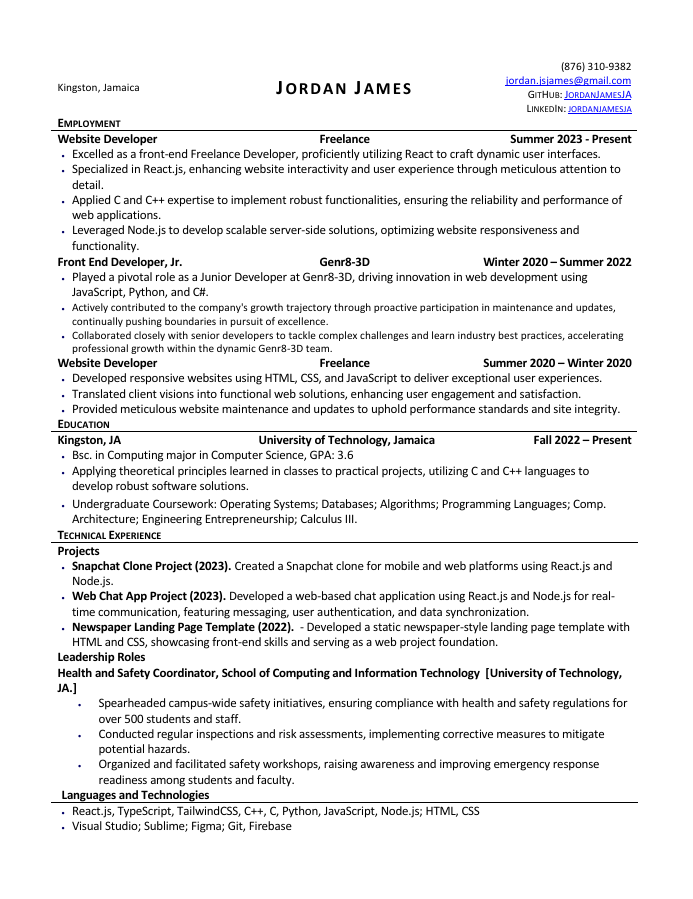 (876) 310-9382
jordan.jsjames@gmail.com
Kingston, Jamaica JORDAN JAMES
GITHUB: JORDANJAMESJA
LINKEDIN: JORDANJAMESJA
EMPLOYMENT
Website Developer Freelance Summer 2023 - Present
• Excelled as a front-end Freelance Developer, proficiently utilizing React to craft dynamic user interfaces.
• Specialized in React.js, enhancing website interactivity and user experience through meticulous attention to
detail.
• Applied C and C++ expertise to implement robust functionalities, ensuring the reliability and performance of
web applications.
• Leveraged Node.js to develop scalable server-side solutions, optimizing website responsiveness and
functionality.
Front End Developer, Jr. Genr8-3D Winter 2020 – Summer 2022
• Played a pivotal role as a Junior Developer at Genr8-3D, driving innovation in web development using
JavaScript, Python, and C#.
• Actively contributed to the company's growth trajectory through proactive participation in maintenance and updates,
continually pushing boundaries in pursuit of excellence.
• Collaborated closely with senior developers to tackle complex challenges and learn industry best practices, accelerating
professional growth within the dynamic Genr8-3D team.
Website Developer Freelance Summer 2020 – Winter 2020
• Developed responsive websites using HTML, CSS, and JavaScript to deliver exceptional user experiences.
• Translated client visions into functional web solutions, enhancing user engagement and satisfaction.
• Provided meticulous website maintenance and updates to uphold performance standards and site integrity.
EDUCATION
Kingston, JA University of Technology, Jamaica Fall 2022 – Present
• Bsc. in Computing major in Computer Science, GPA: 3.6
• Applying theoretical principles learned in classes to practical projects, utilizing C and C++ languages to
develop robust software solutions.
• Undergraduate Coursework: Operating Systems; Databases; Algorithms; Programming Languages; Comp.
Architecture; Engineering Entrepreneurship; Calculus III.
TECHNICAL EXPERIENCE
Projects
• Snapchat Clone Project (2023). Created a Snapchat clone for mobile and web platforms using React.js and
Node.js.
• Web Chat App Project (2023). Developed a web-based chat application using React.js and Node.js for real-
time communication, featuring messaging, user authentication, and data synchronization.
• Newspaper Landing Page Template (2022). - Developed a static newspaper-style landing page template with
HTML and CSS, showcasing front-end skills and serving as a web project foundation.
Leadership Roles
Health and Safety Coordinator, School of Computing and Information Technology [University of Technology,
JA.]
• Spearheaded campus-wide safety initiatives, ensuring compliance with health and safety regulations for
over 500 students and staff.
• Conducted regular inspections and risk assessments, implementing corrective measures to mitigate
potential hazards.
• Organized and facilitated safety workshops, raising awareness and improving emergency response
readiness among students and faculty.
Languages and Technologies
• React.js, TypeScript, TailwindCSS, C++, C, Python, JavaScript, Node.js; HTML, CSS
• Visual Studio; Sublime; Figma; Git, Firebase